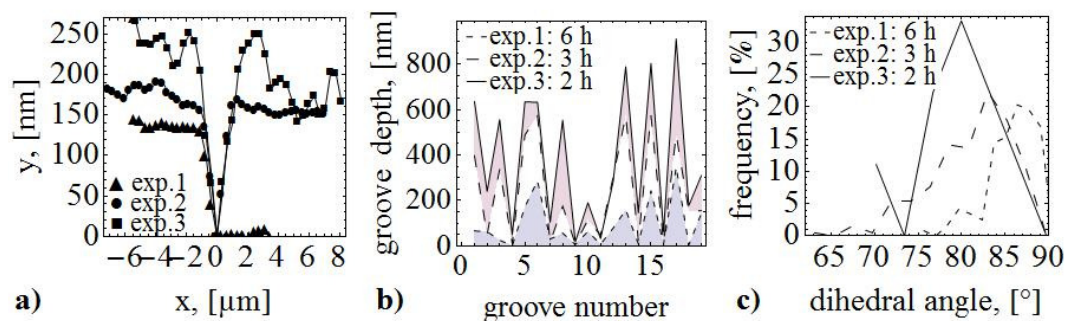 250
200
150
100
50
0
y, [nm]
exp.1
exp.2
exp.3
−6 −4 −2 0 2 4 6 8
x, [μm]
a)
800
600
400
200
0
groove depth, [nm]
exp.1: 6 h
exp.2: 3 h
exp.3: 2 h
0 5 10 15
groove number
b)
30
25
20
15
10
5
0
frequency, [%]
exp.1: 6 h
exp.2: 3 h
exp.3: 2 h
65 70 75 80 85 90
dihedral angle, [°]
c)